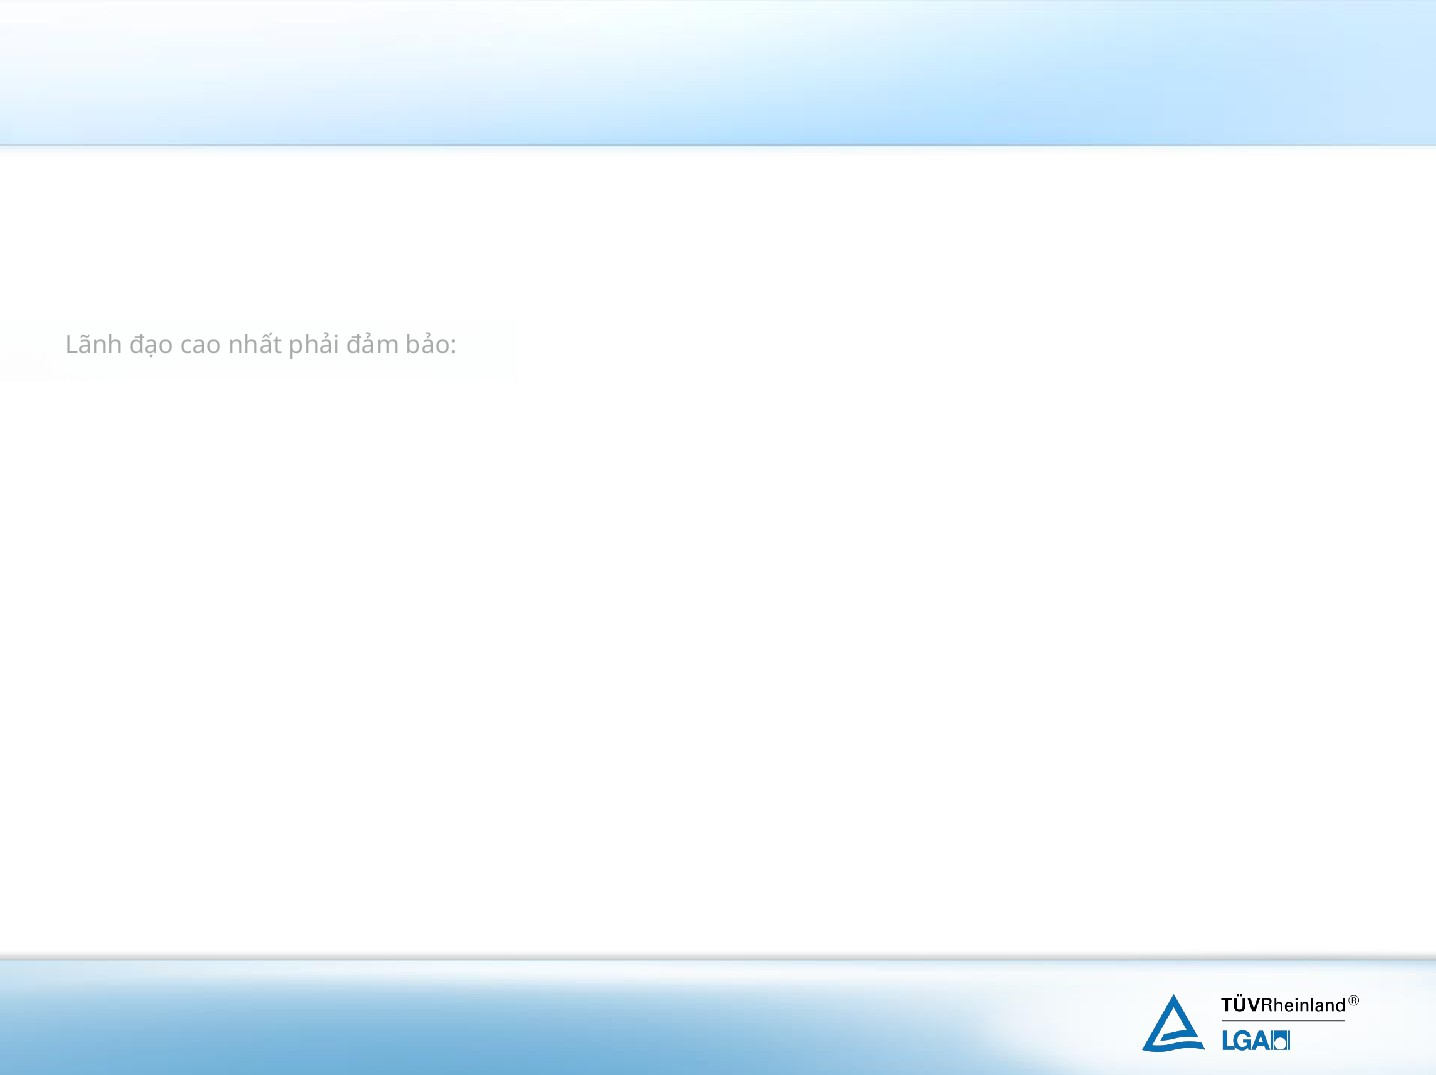 Lãnh đạo cao nhất phải đảm bảo:
TÜVRheinland®
LGA